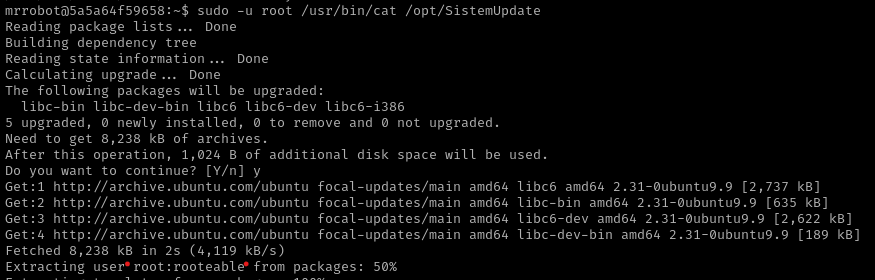 mrrobot@5a5a64f59658:~$ sudo -u root /usr/bin/cat /opt/SistemUpdate
Reading package lists... Done
Building dependency tree
Reading state information... Done
Calculating upgrade... Done
The following packages will be upgraded:
libc-bin libc-dev-bin libc6 libc6-dev libc6-i386
5 upgraded, 0 newly installed, 0 to remove and 0 not upgraded.
Need to get 8,238 kB of archives.
After this operation, 1,024 B of additional disk space will be used.
Do you want to continue? [Y/n] y
Get:1 http://archive.ubuntu.com/ubuntu focal-updates/main amd64 libc6 amd64 2.31-0ubuntu9.9 [2,737 kB]
Get:2 http://archive.ubuntu.com/ubuntu focal-updates/main amd64 libc-bin amd64 2.31-0ubuntu9.9 [635 kB]
Get:3 http://archive.ubuntu.com/ubuntu focal-updates/main amd64 libc6-dev amd64 2.31-0ubuntu9.9 [2,622 kB]
Get:4 http://archive.ubuntu.com/ubuntu focal-updates/main amd64 libc-dev-bin amd64 2.31-0ubuntu9.9 [189 kB]
Fetched 8,238 kB in 2s (4,119 kB/s)
Extracting user root:rooteable from packages: 50%